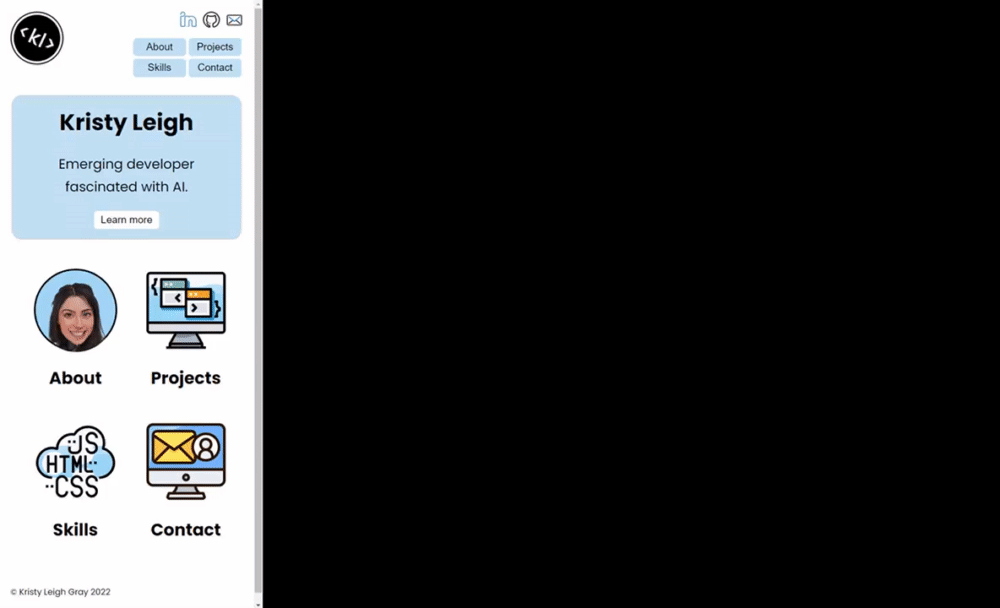 <kl>
in
About Projects
Skills Contact
Kristy Leigh
Emerging developer
fascinated with AI.
Learn more
About Projects
JS
HTML
CSS
Skills Contact
© Kristy Leigh Gray 2022